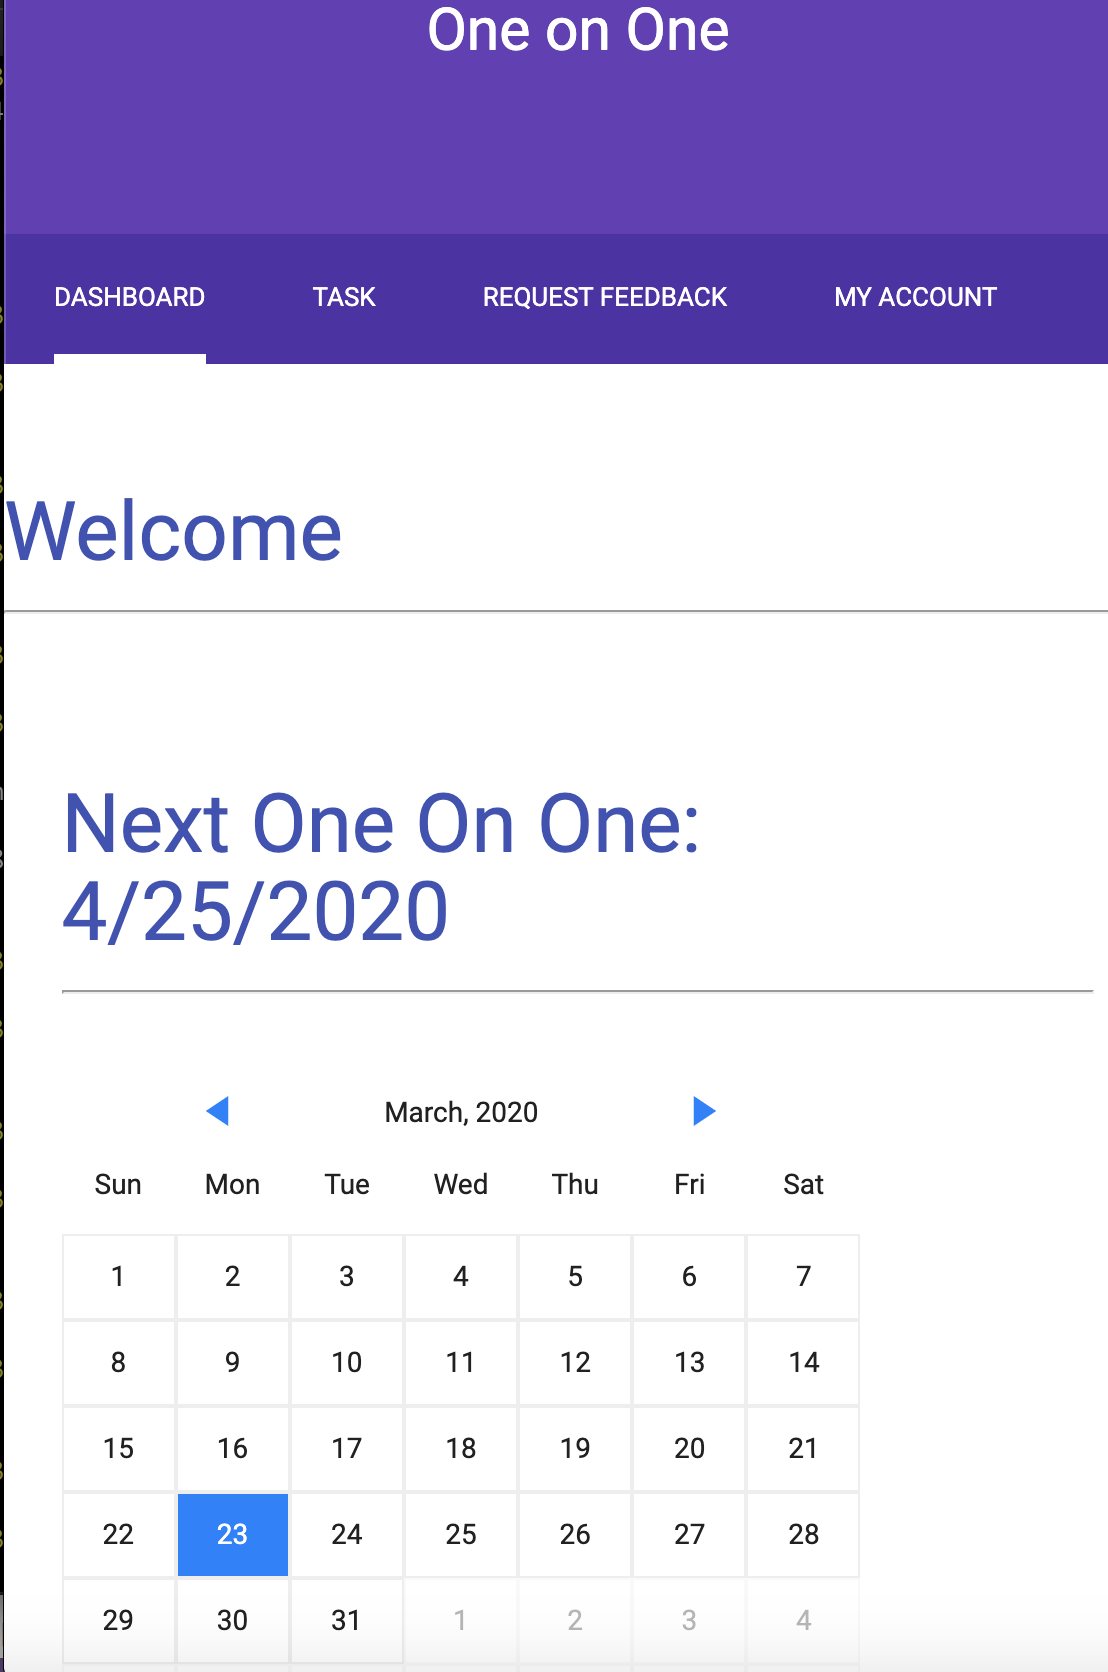 One on One
DASHBOARD TASK REQUEST FEEDBACK MY ACCOUNT
Welcome
Next One On One:
4/25/2020
March, 2020
Sun Mon Tue Wed Thu Fri Sat
1 2 3 4 5 6 7
8 9 10 11 12 13 14
15 16 17 18 19 20 21
22 23 24 25 26 27 28
29 30 31 1 2 3 4